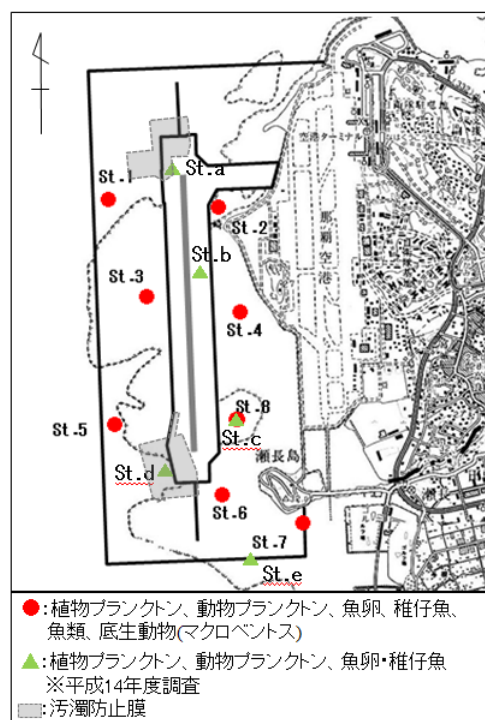 空港ターミナル
St.1
St.a
St.2
那覇空港
St.b
St.3
St.4
St.8
St.5
St.c
瀬長島
St.d
St.6
St.7
St.e
●:植物プランクトン、動物プランクトン、魚卵、稚仔魚、
魚類、底生動物(マクロベントス)
▲:植物プランクトン、動物プランクトン、魚卵・稚仔魚
※平成14年度調査
:汚濁防止膜